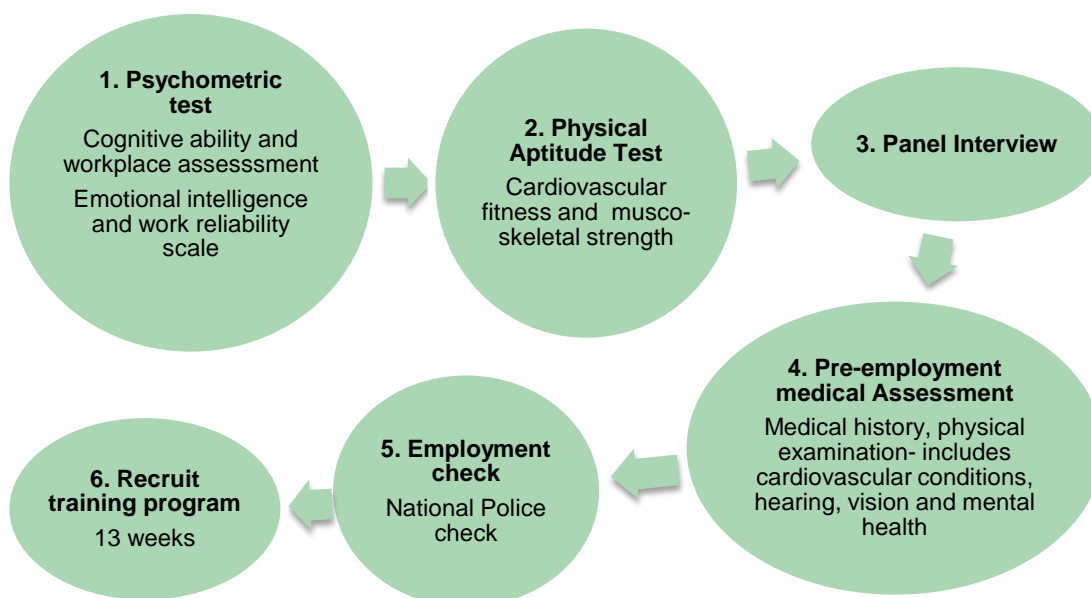 1. Psychometric
test
Cognitive ability and
workplace assesssment
Emotional intelligence
and work reliability
scale
2. Physical
Aptitude Test
Cardiovascular
fitness and musco-
skeletal strength
3. Panel Interview
4. Pre-employment
medical Assessment
Medical history, physical
examination- includes
cardiovascular conditions,
hearing, vision and mental
health
5. Employment
check
National Police
check
6. Recruit
training program
13 weeks